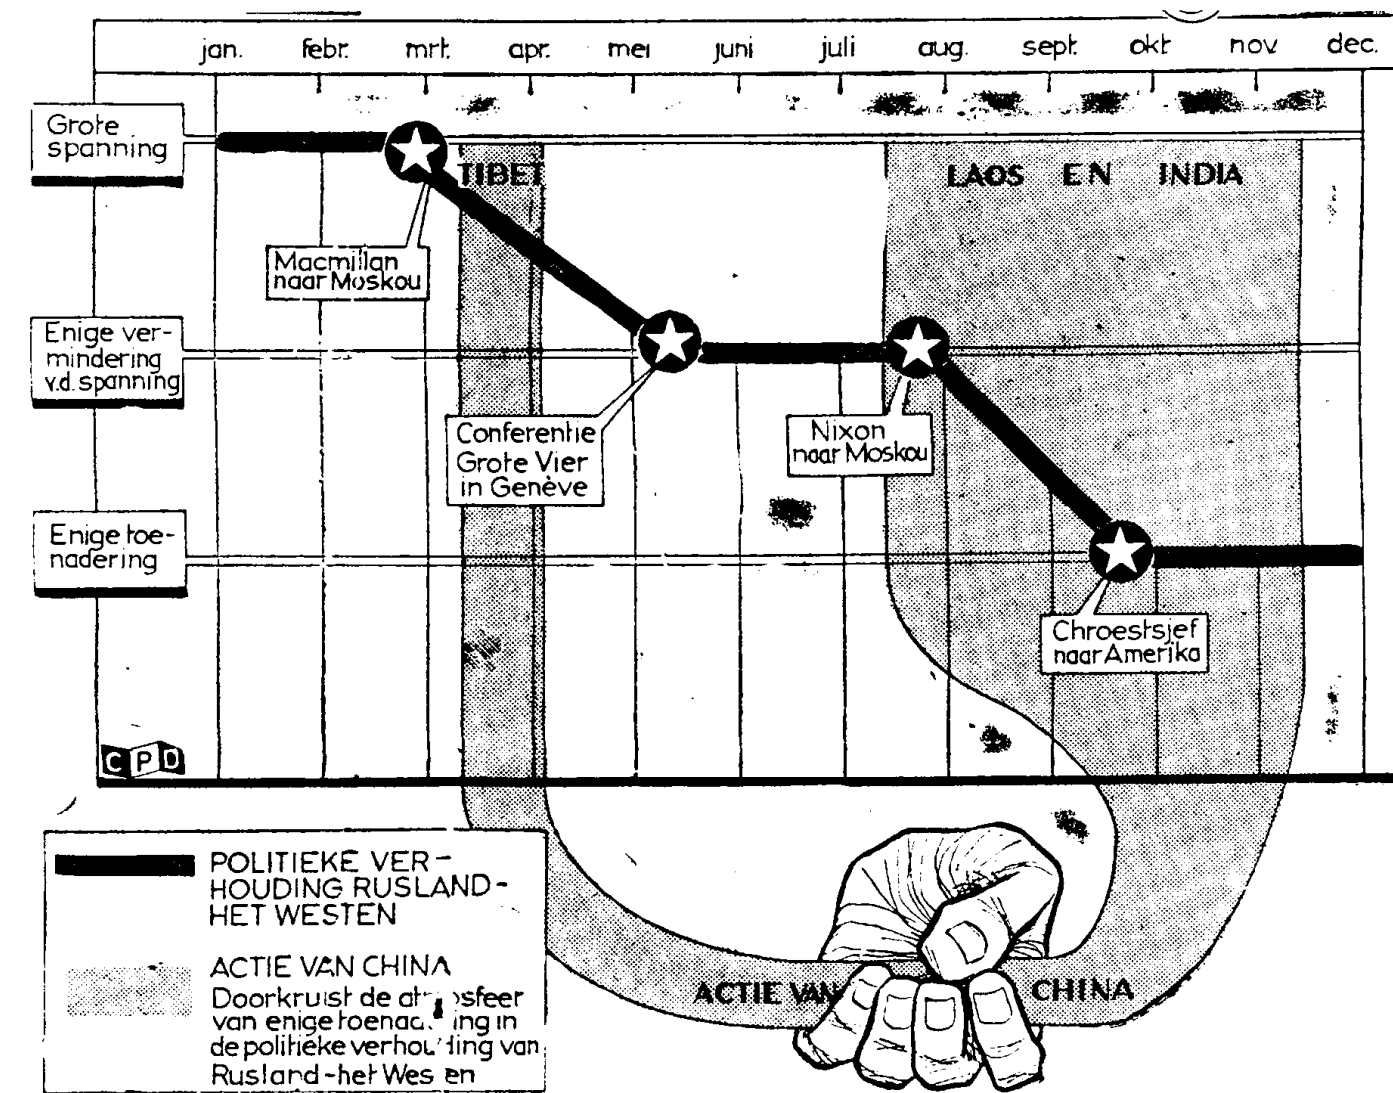 jan. febr. mrt. apr. mei juni juli aug. sept. okt. nov. dec.
Grote
spanning
TIBET
LAOS EN INDIA
Macmillan
naar Moskou
Enige ver-
mindering
v.d. spanning
Conferentie
Grote Vier
in Genève
Nixon
naar Moskou
Enige toe-
nadering
Chroestsjef
naar Amerika
CPD
POLITIEKE VER-
HOUDING RUSLAND-
HET WESTEN
ACTIE VAN CHINA
Doorkruist de
van enige in
de politieke van
Rusland-het
ACTIE VAN CHINA